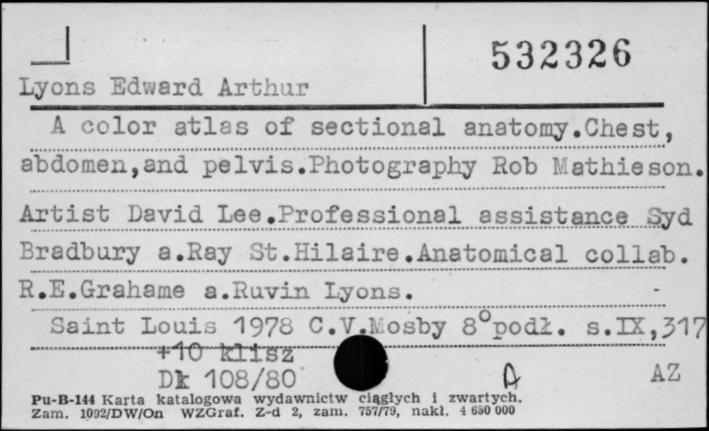 532326
Lyons Edward Arthur
A color atlas of sectional anatomy.Chest,
abdomen,and pelvis.Photography Rob Mathieson.
Artist David Lee.Professional assistance Syd
Bradbury a.Ray St.Hilaire.Anatomical collab.
R.E.Grahame a.Ruvin Lyons.
Saint Louis 1978 C.V.Mosby 8°podł. s.IX,317
+10 klisz
Dk 108/80 A AZ
Pu-B-144 Karta katalogowa wydawnictw ciągłych i zwartych.
Zam. 1092/DW/On WZGraf. Z-d 2, zam. 757/79, nakł. 4 650 000